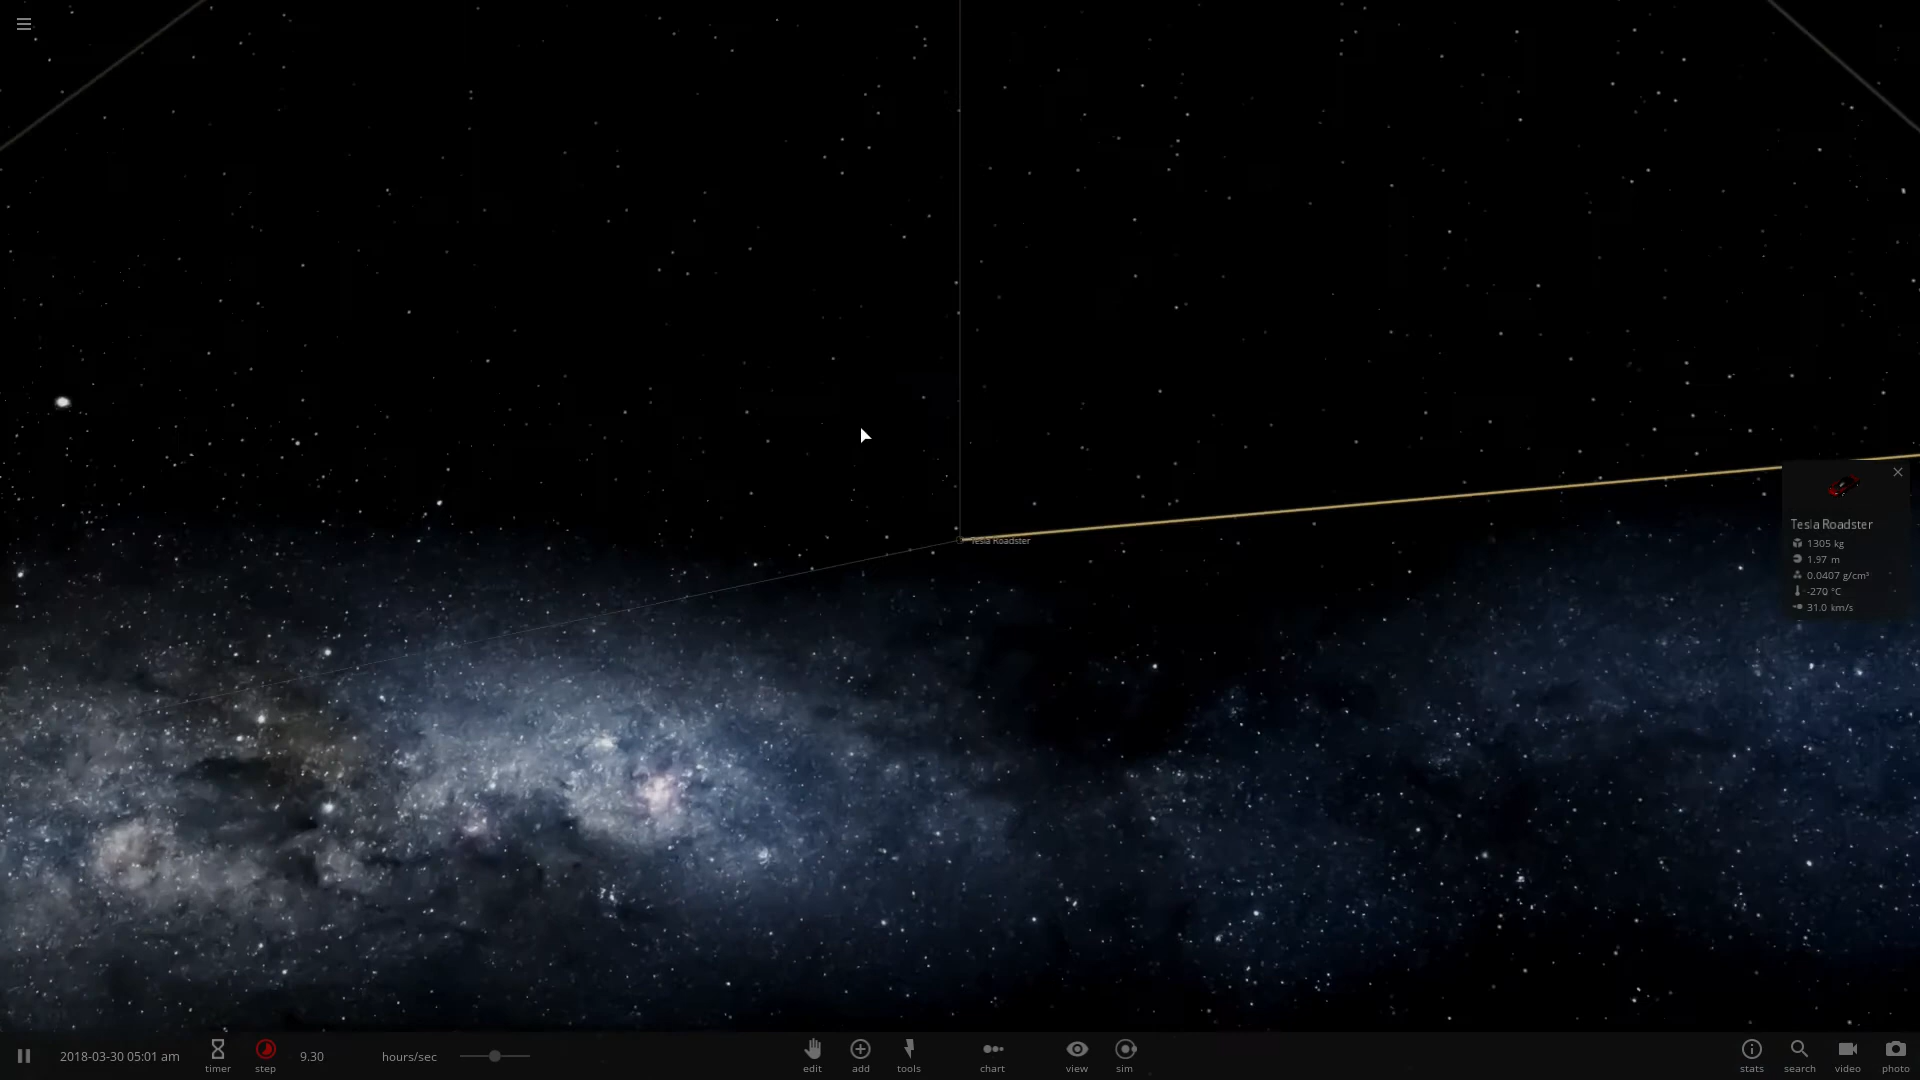 Tesla Roadster
Tesla Roadster
1305 kg
1.97 m
0.0407 g/cm³
-270 °C
31.0 km/s
2018-03-30 05:01 am
timer
step
9.30
hours/sec
edit
add
tools
chart
view
sim
stats
search
video
photo